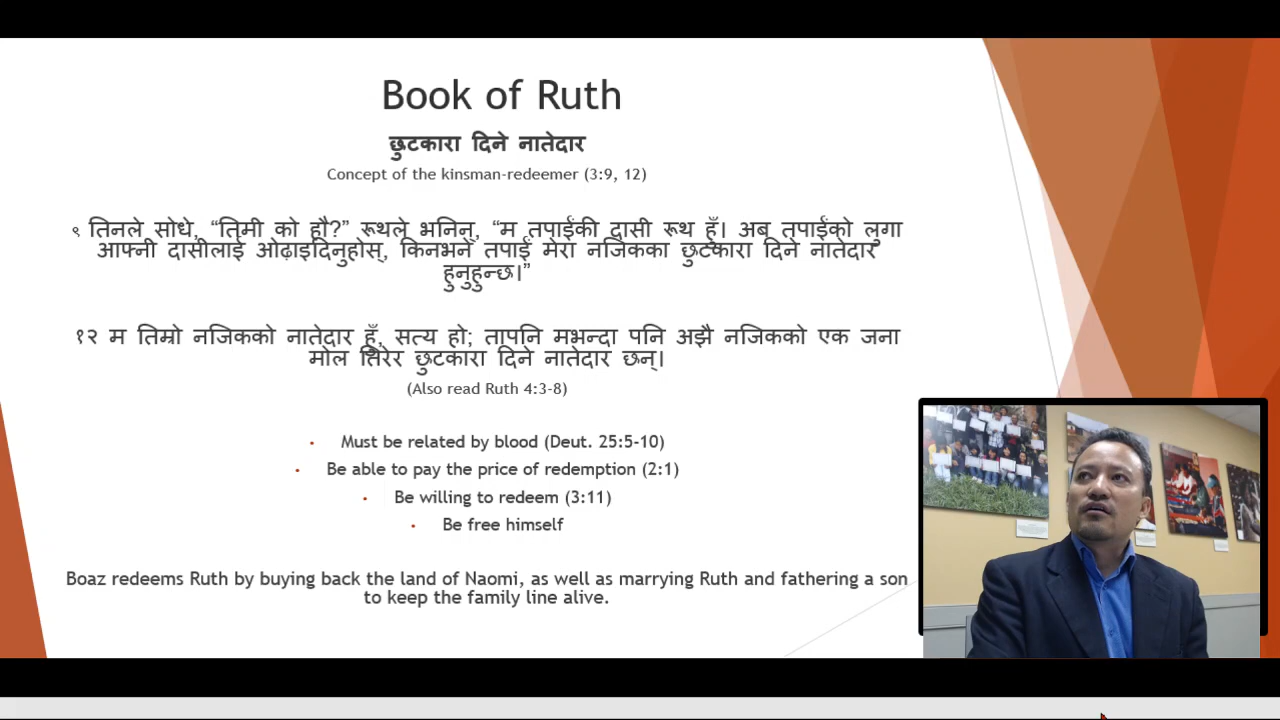 Book of Ruth
छुटकारा दिने नातेदार
Concept of the kinsman-redeemer (3:9, 12)
९ तिनले सोधे, “तिमी को हौ?” रूथले भनिन्, “म तपाईंकी दासी रूथ हुँ। अब तपाईंको लुगा
आफ्नी दासीलाई ओढ़ाइदिनुहोस्, किनभने तपाईं मेरा नजिकका छुटकारा दिने नातेदार
हुनुहुन्छ।”
१२ म तिम्रो नजिकको नातेदार हुँ, सत्य हो; तापनि मभन्दा पनि अझै नजिकको एक जना
मोल तिरेर छुटकारा दिने नातेदार छन्।
(Also read Ruth 4:3-8)
• Must be related by blood (Deut. 25:5-10)
• Be able to pay the price of redemption (2:1)
• Be willing to redeem (3:11)
• Be free himself
Boaz redeems Ruth by buying back the land of Naomi, as well as marrying Ruth and fathering a son
to keep the family line alive.